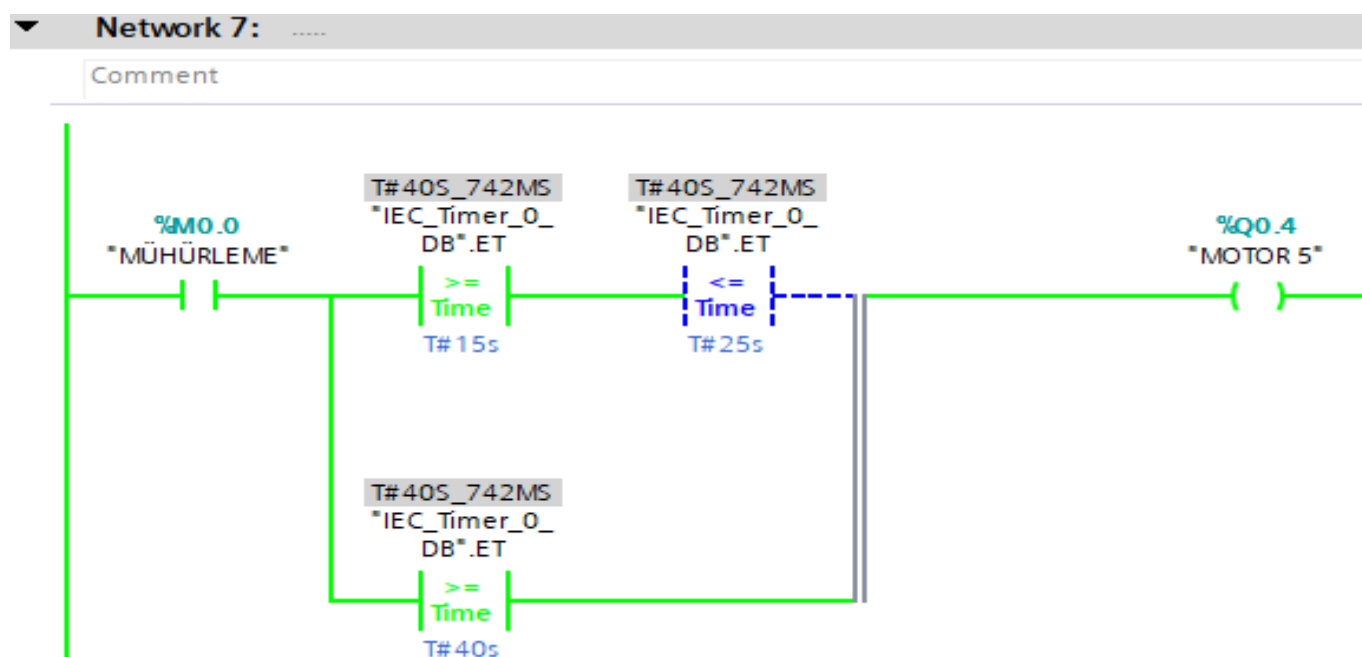 Network 7: .....
Comment
%M0.0
"MÜHÜRLEME"
T#40S_742MS
"IEC_Timer_0_
DB".ET
>=
Time
T#15s
T#40S_742MS
"IEC_Timer_0_
DB".ET
<=
Time
T#25s
%Q0.4
"MOTOR 5"
T#40S_742MS
"IEC_Timer_0_
DB".ET
>=
Time
T#40s